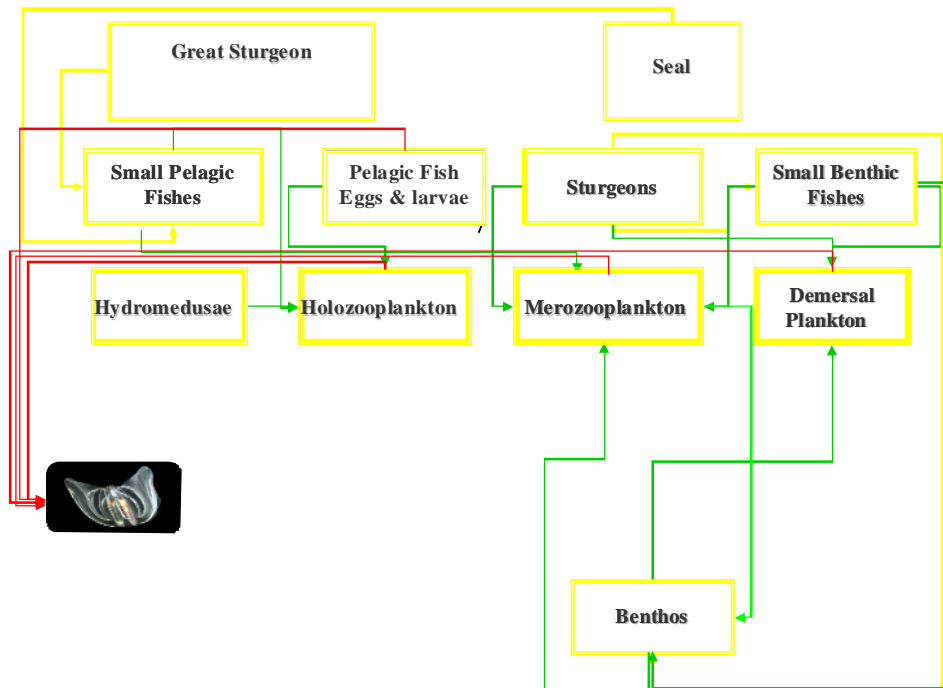 Great Sturgeon
Seal
Small Pelagic
Fishes
Pelagic Fish
Eggs & larvae
Sturgeons
Small Benthic
Fishes
Hydromedusae
Holozooplankton
Merozooplankton
Demersal
Plankton
Benthos